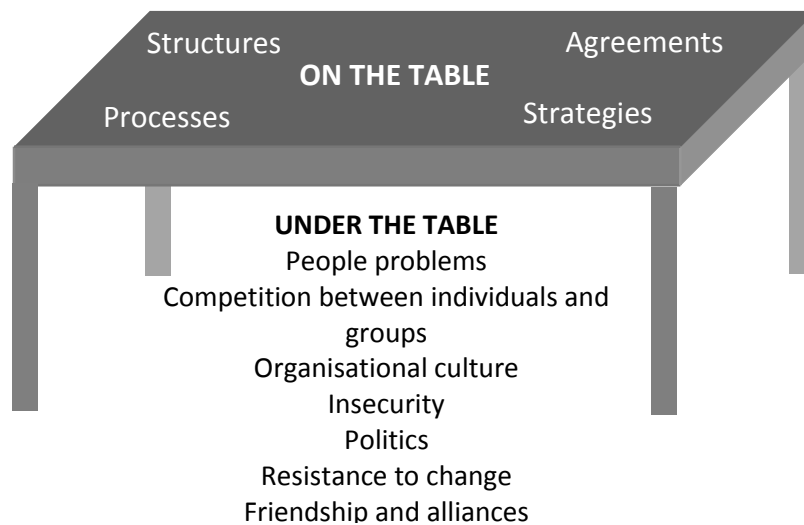 Structures
Agreements
ON THE TABLE
Processes
Strategies
UNDER THE TABLE
People problems
Competition between individuals and
groups
Organisational culture
Insecurity
Politics
Resistance to change
Friendship and alliances